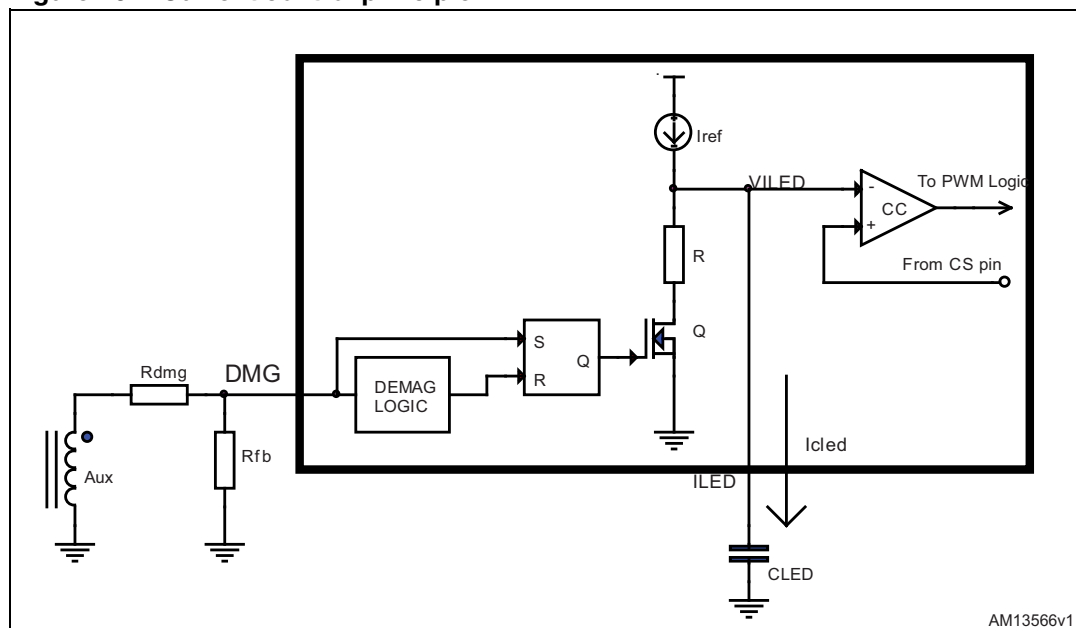 Iref
VILED
-
CC
+
To PWM Logic
From CS pin
R
Q
S
R
Q
DEMAG
LOGIC
DMG
Rdmg
Rfb
Aux
Icled
ILED
CLED
AM13566v1